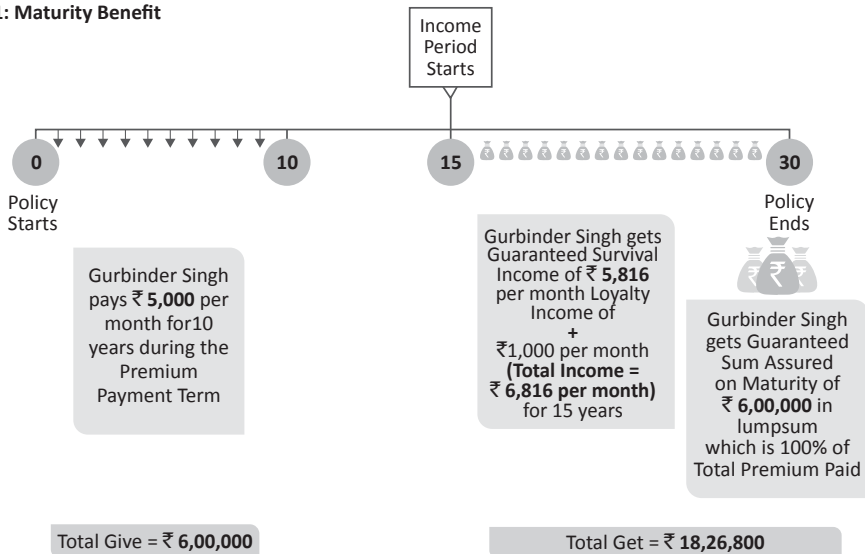 1: Maturity Benefit
Income
Period
Starts
0
10
15
30
Policy
Starts
Policy
Ends
Gurbinder Singh
pays ₹ 5,000 per
month for10
years during the
Premium
Payment Term
Gurbinder Singh gets
Guaranteed Survival
Income of ₹ 5,816
per month Loyalty
Income of
+
₹1,000 per month
(Total Income =
₹ 6,816 per month)
for 15 years
Gurbinder Singh
gets Guaranteed
Sum Assured
on Maturity of
₹ 6,00,000 in
lumpsum
which is 100% of
Total Premium Paid
Total Give = ₹ 6,00,000
Total Get = ₹ 18,26,800